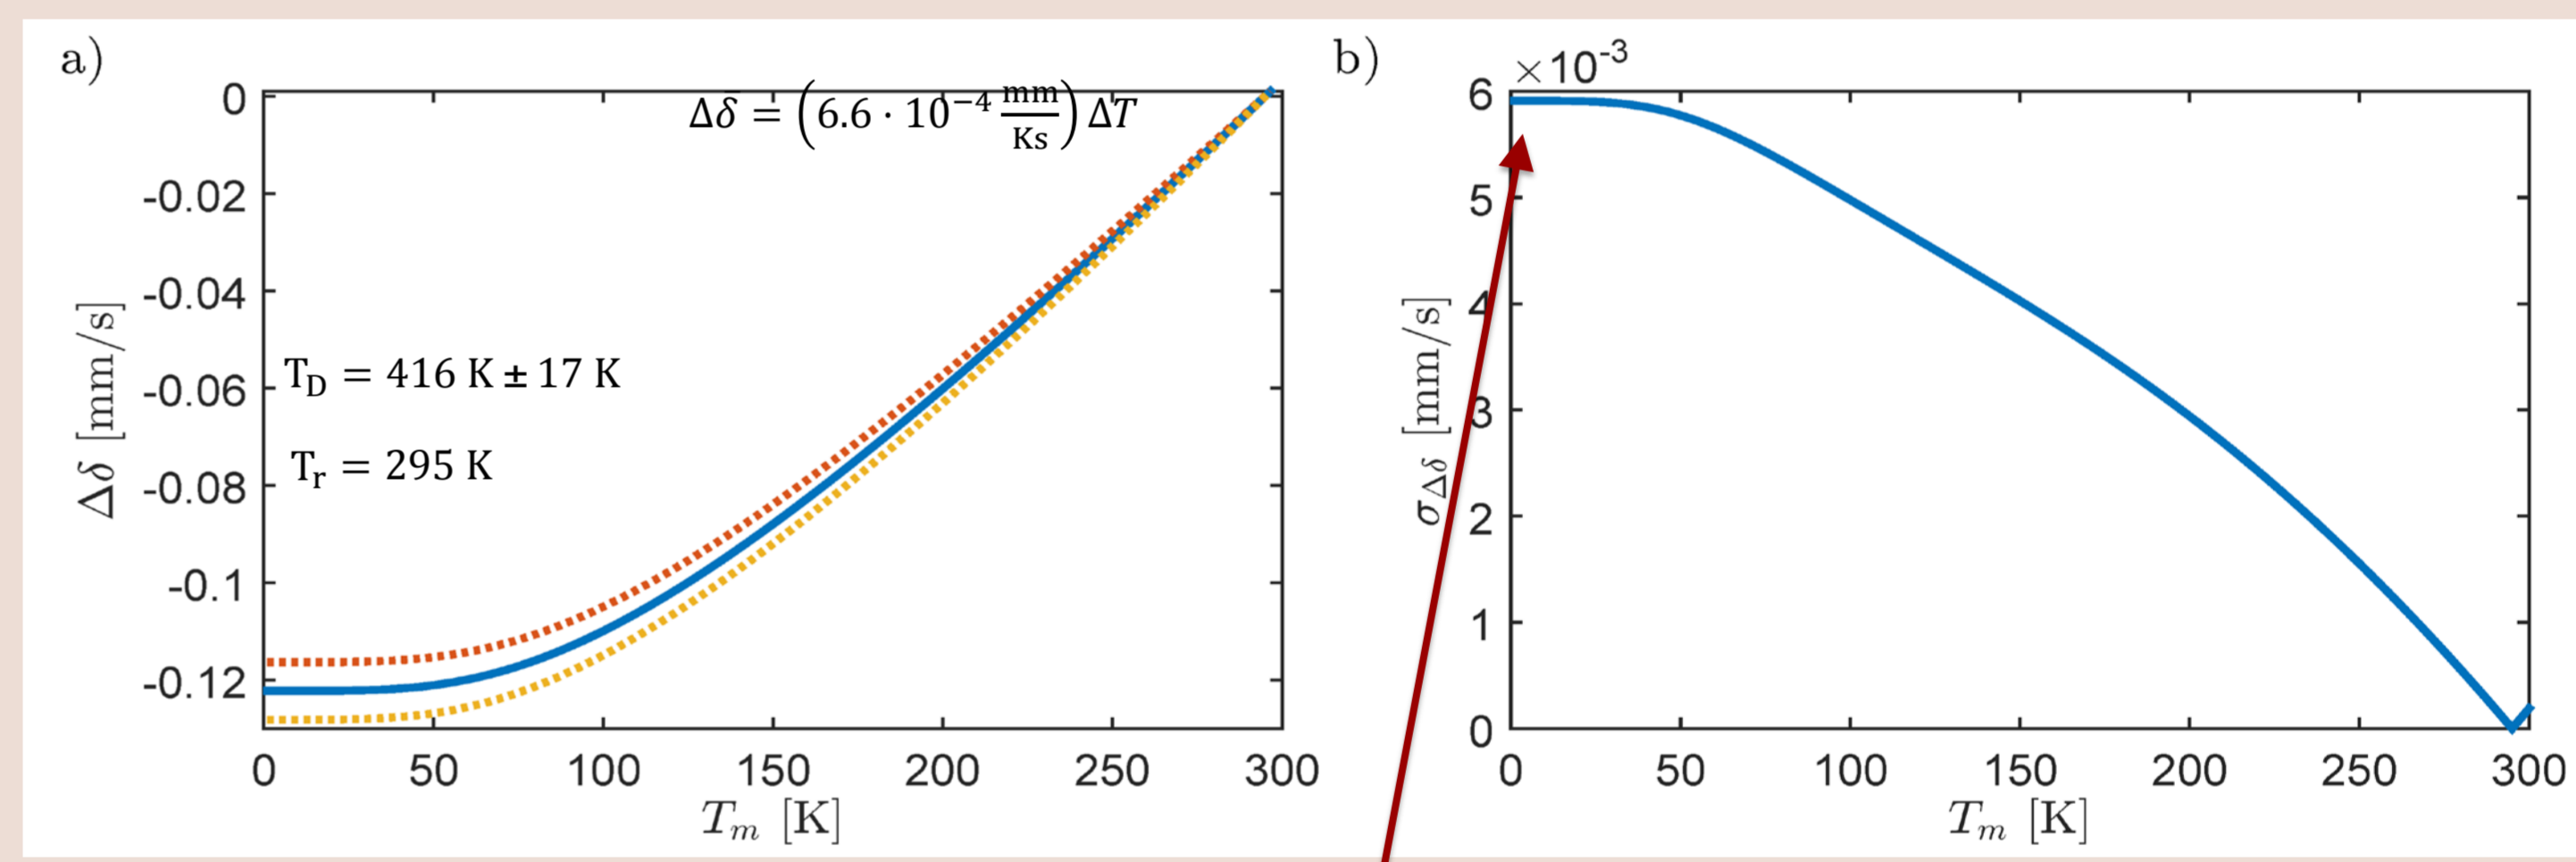 a)
Δδ = (6.6 · 10⁻⁴ mm/Ks) ΔT
0
-0.02
-0.04
-0.06
-0.08
-0.1
-0.12
Δδ [mm/s]
T_D = 416 K ± 17 K
T_r = 295 K
0 50 100 150 200 250 300
T_m [K]
b)
×10⁻³
6
5
4
3
2
1
0
σ_Δδ [mm/s]
0 50 100 150 200 250 300
T_m [K]